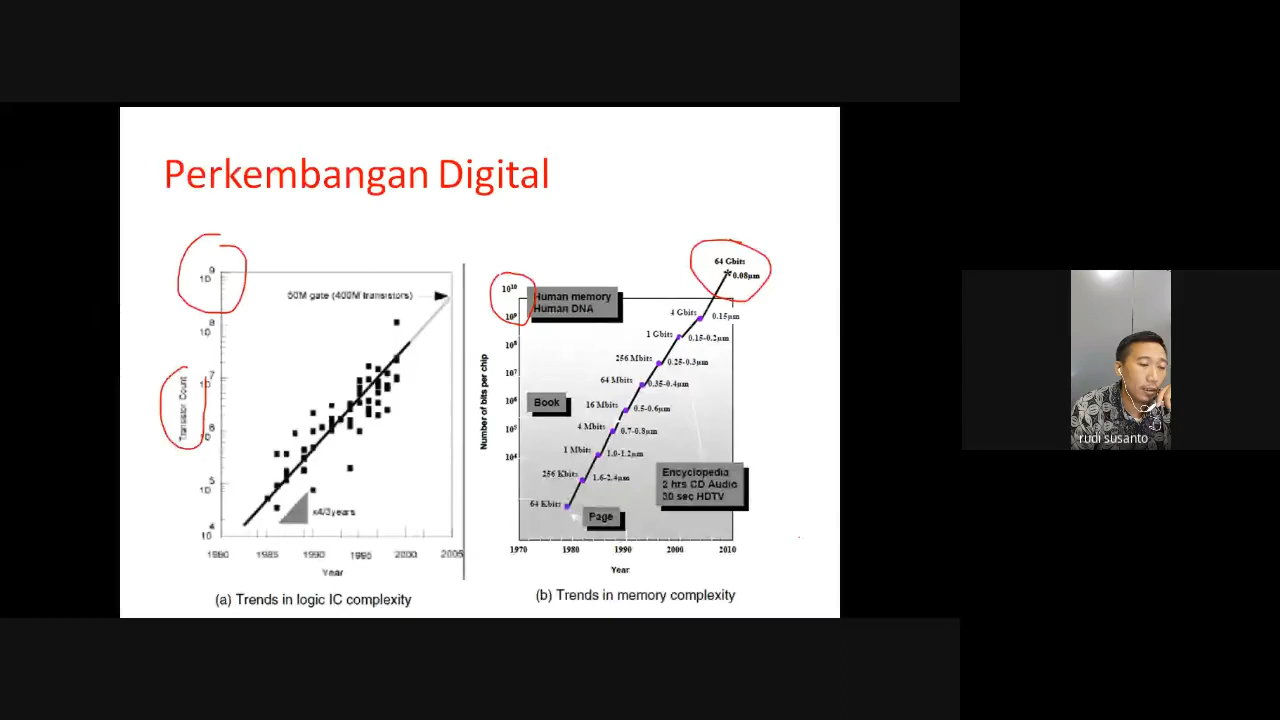 Perkembangan Digital
10 9
10 8
10 7
10 6
10 5
10 4
Transistor Count
50M gate (400M transistors)
x4/3years
1980 1985 1990 1995 2000 2005
Year
(a) Trends in logic IC complexity
10^10
10^9
10^8
10^7
10^6
10^5
10^4
Number of bits per chip
Human memory
Human DNA
Book
Encyclopedia
2 hrs CD Audio
30 sec HDTV
Page
64 Gbits
0.08µm
4 Gbits 0.15µm
1 Gbits 0.15-0.2µm
256 Mbits 0.25-0.3µm
64 Mbits 0.35-0.4µm
16 Mbits 0.5-0.6µm
4 Mbits 0.7-0.8µm
1 Mbits 1.0-1.2µm
256 Kbits 1.6-2.4µm
64 Kbits
1970 1980 1990 2000 2010
Year
(b) Trends in memory complexity
rudi susanto